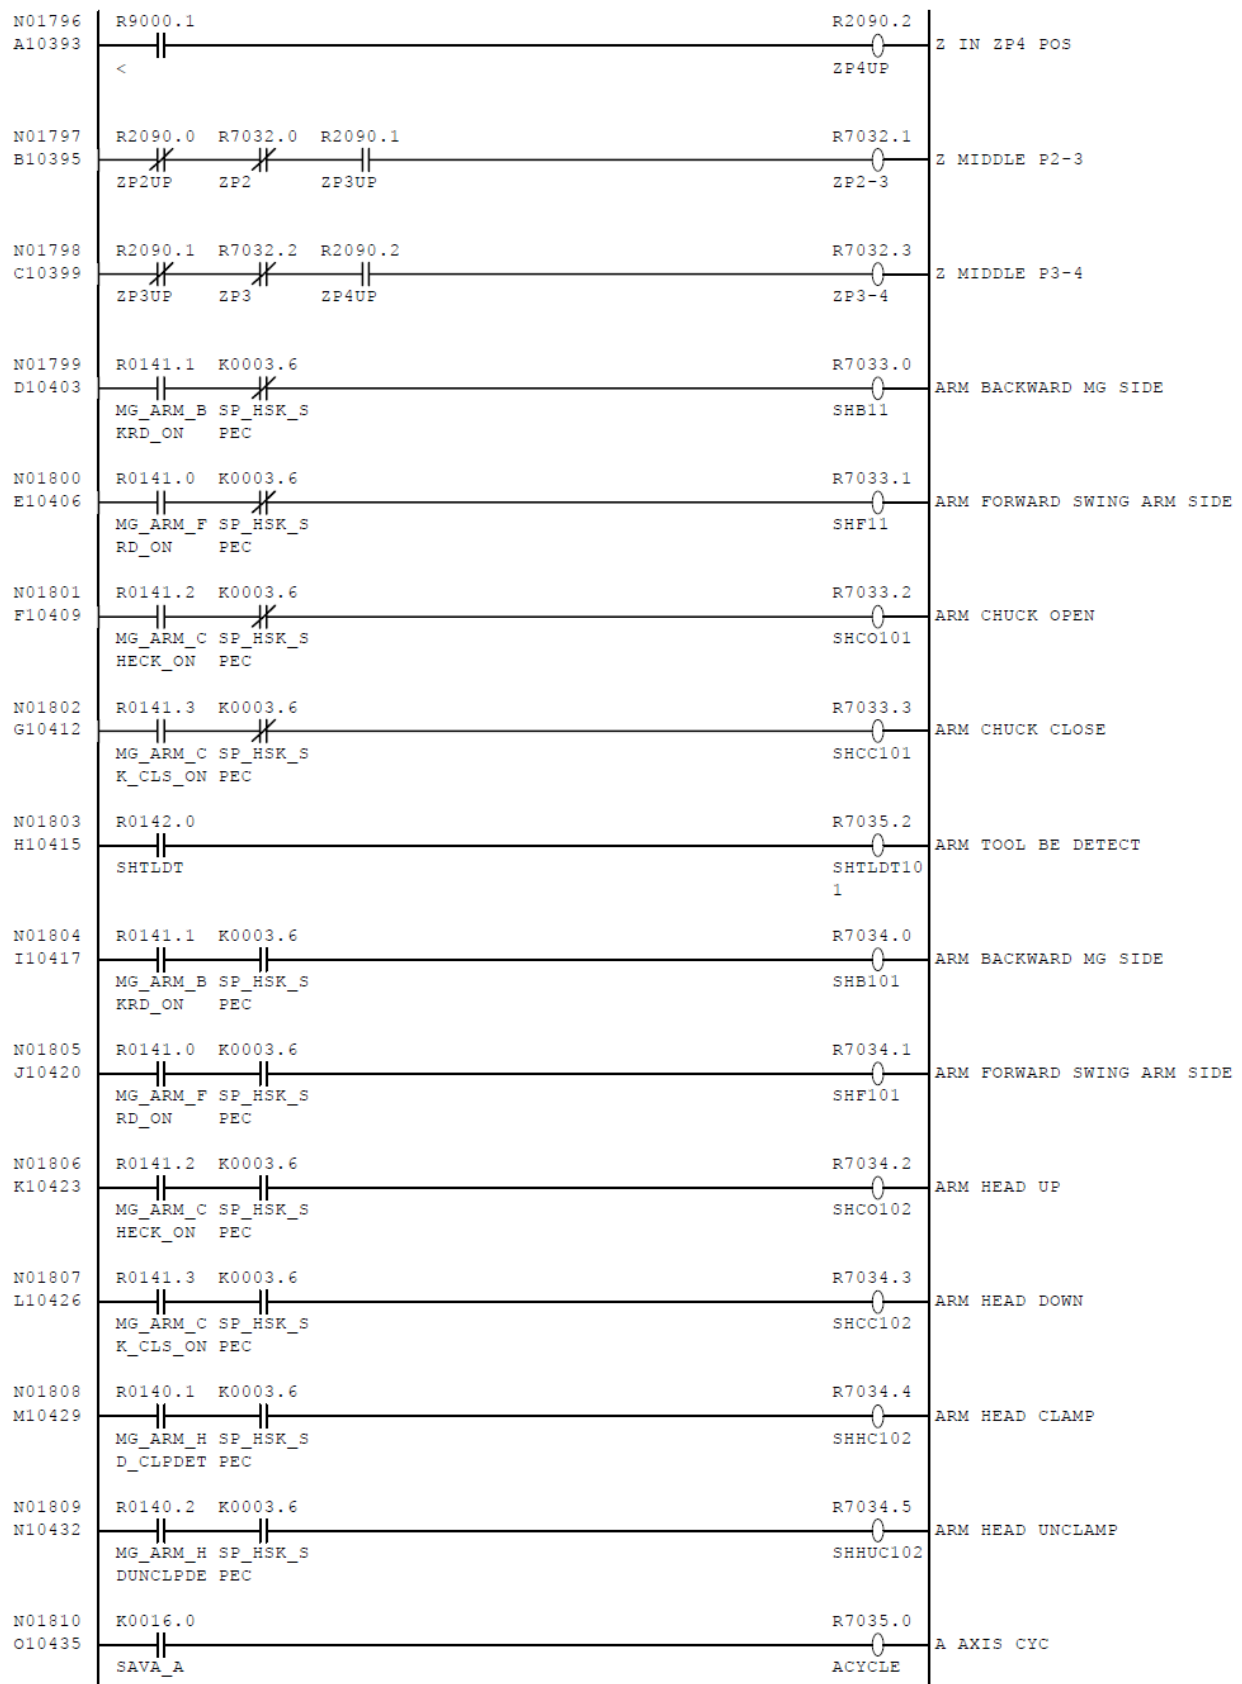 N01796 R9000.1 R2090.2
A10393 Z IN ZP4 POS
< ZP4UP
N01797 R2090.0 R7032.0 R2090.1 R7032.1
B10395 Z MIDDLE P2-3
ZP2UP ZP2 ZP3UP ZP2-3
N01798 R2090.1 R7032.2 R2090.2 R7032.3
C10399 Z MIDDLE P3-4
ZP3UP ZP3 ZP4UP ZP3-4
N01799 R0141.1 K0003.6 R7033.0
D10403 ARM BACKWARD MG SIDE
MG_ARM_B SP_HSK_S SHB11
KRD_ON PEC
N01800 R0141.0 K0003.6 R7033.1
E10406 ARM FORWARD SWING ARM SIDE
MG_ARM_F SP_HSK_S SHF11
RD_ON PEC
N01801 R0141.2 K0003.6 R7033.2
F10409 ARM CHUCK OPEN
MG_ARM_C SP_HSK_S SHCO101
HECK_ON PEC
N01802 R0141.3 K0003.6 R7033.3
G10412 ARM CHUCK CLOSE
MG_ARM_C SP_HSK_S SHCC101
K_CLS_ON PEC
N01803 R0142.0 R7035.2
H10415 ARM TOOL BE DETECT
SHTLDT SHTLDT10
1
N01804 R0141.1 K0003.6 R7034.0
I10417 ARM BACKWARD MG SIDE
MG_ARM_B SP_HSK_S SHB101
KRD_ON PEC
N01805 R0141.0 K0003.6 R7034.1
J10420 ARM FORWARD SWING ARM SIDE
MG_ARM_F SP_HSK_S SHF101
RD_ON PEC
N01806 R0141.2 K0003.6 R7034.2
K10423 ARM HEAD UP
MG_ARM_C SP_HSK_S SHCO102
HECK_ON PEC
N01807 R0141.3 K0003.6 R7034.3
L10426 ARM HEAD DOWN
MG_ARM_C SP_HSK_S SHCC102
K_CLS_ON PEC
N01808 R0140.1 K0003.6 R7034.4
M10429 ARM HEAD CLAMP
MG_ARM_H SP_HSK_S SHHC102
D_CLPDET PEC
N01809 R0140.2 K0003.6 R7034.5
N10432 ARM HEAD UNCLAMP
MG_ARM_H SP_HSK_S SHHUC102
DUNCLPDE PEC
N01810 K0016.0 R7035.0
O10435 A AXIS CYC
SAVA_A ACYCLE